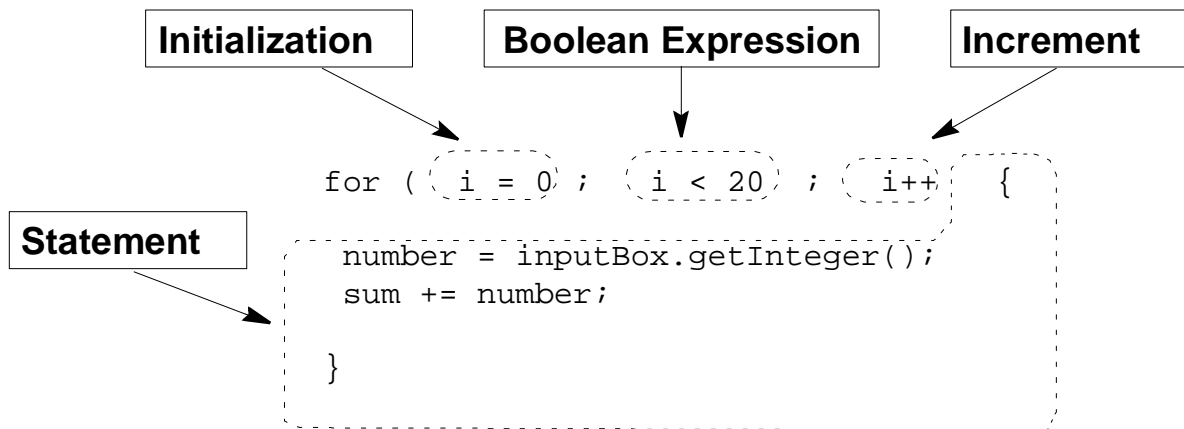 Initialization Boolean Expression Increment
for ( i = 0 ; i < 20 ; i++ {
Statement
number = inputBox.getInteger();
sum += number;
}